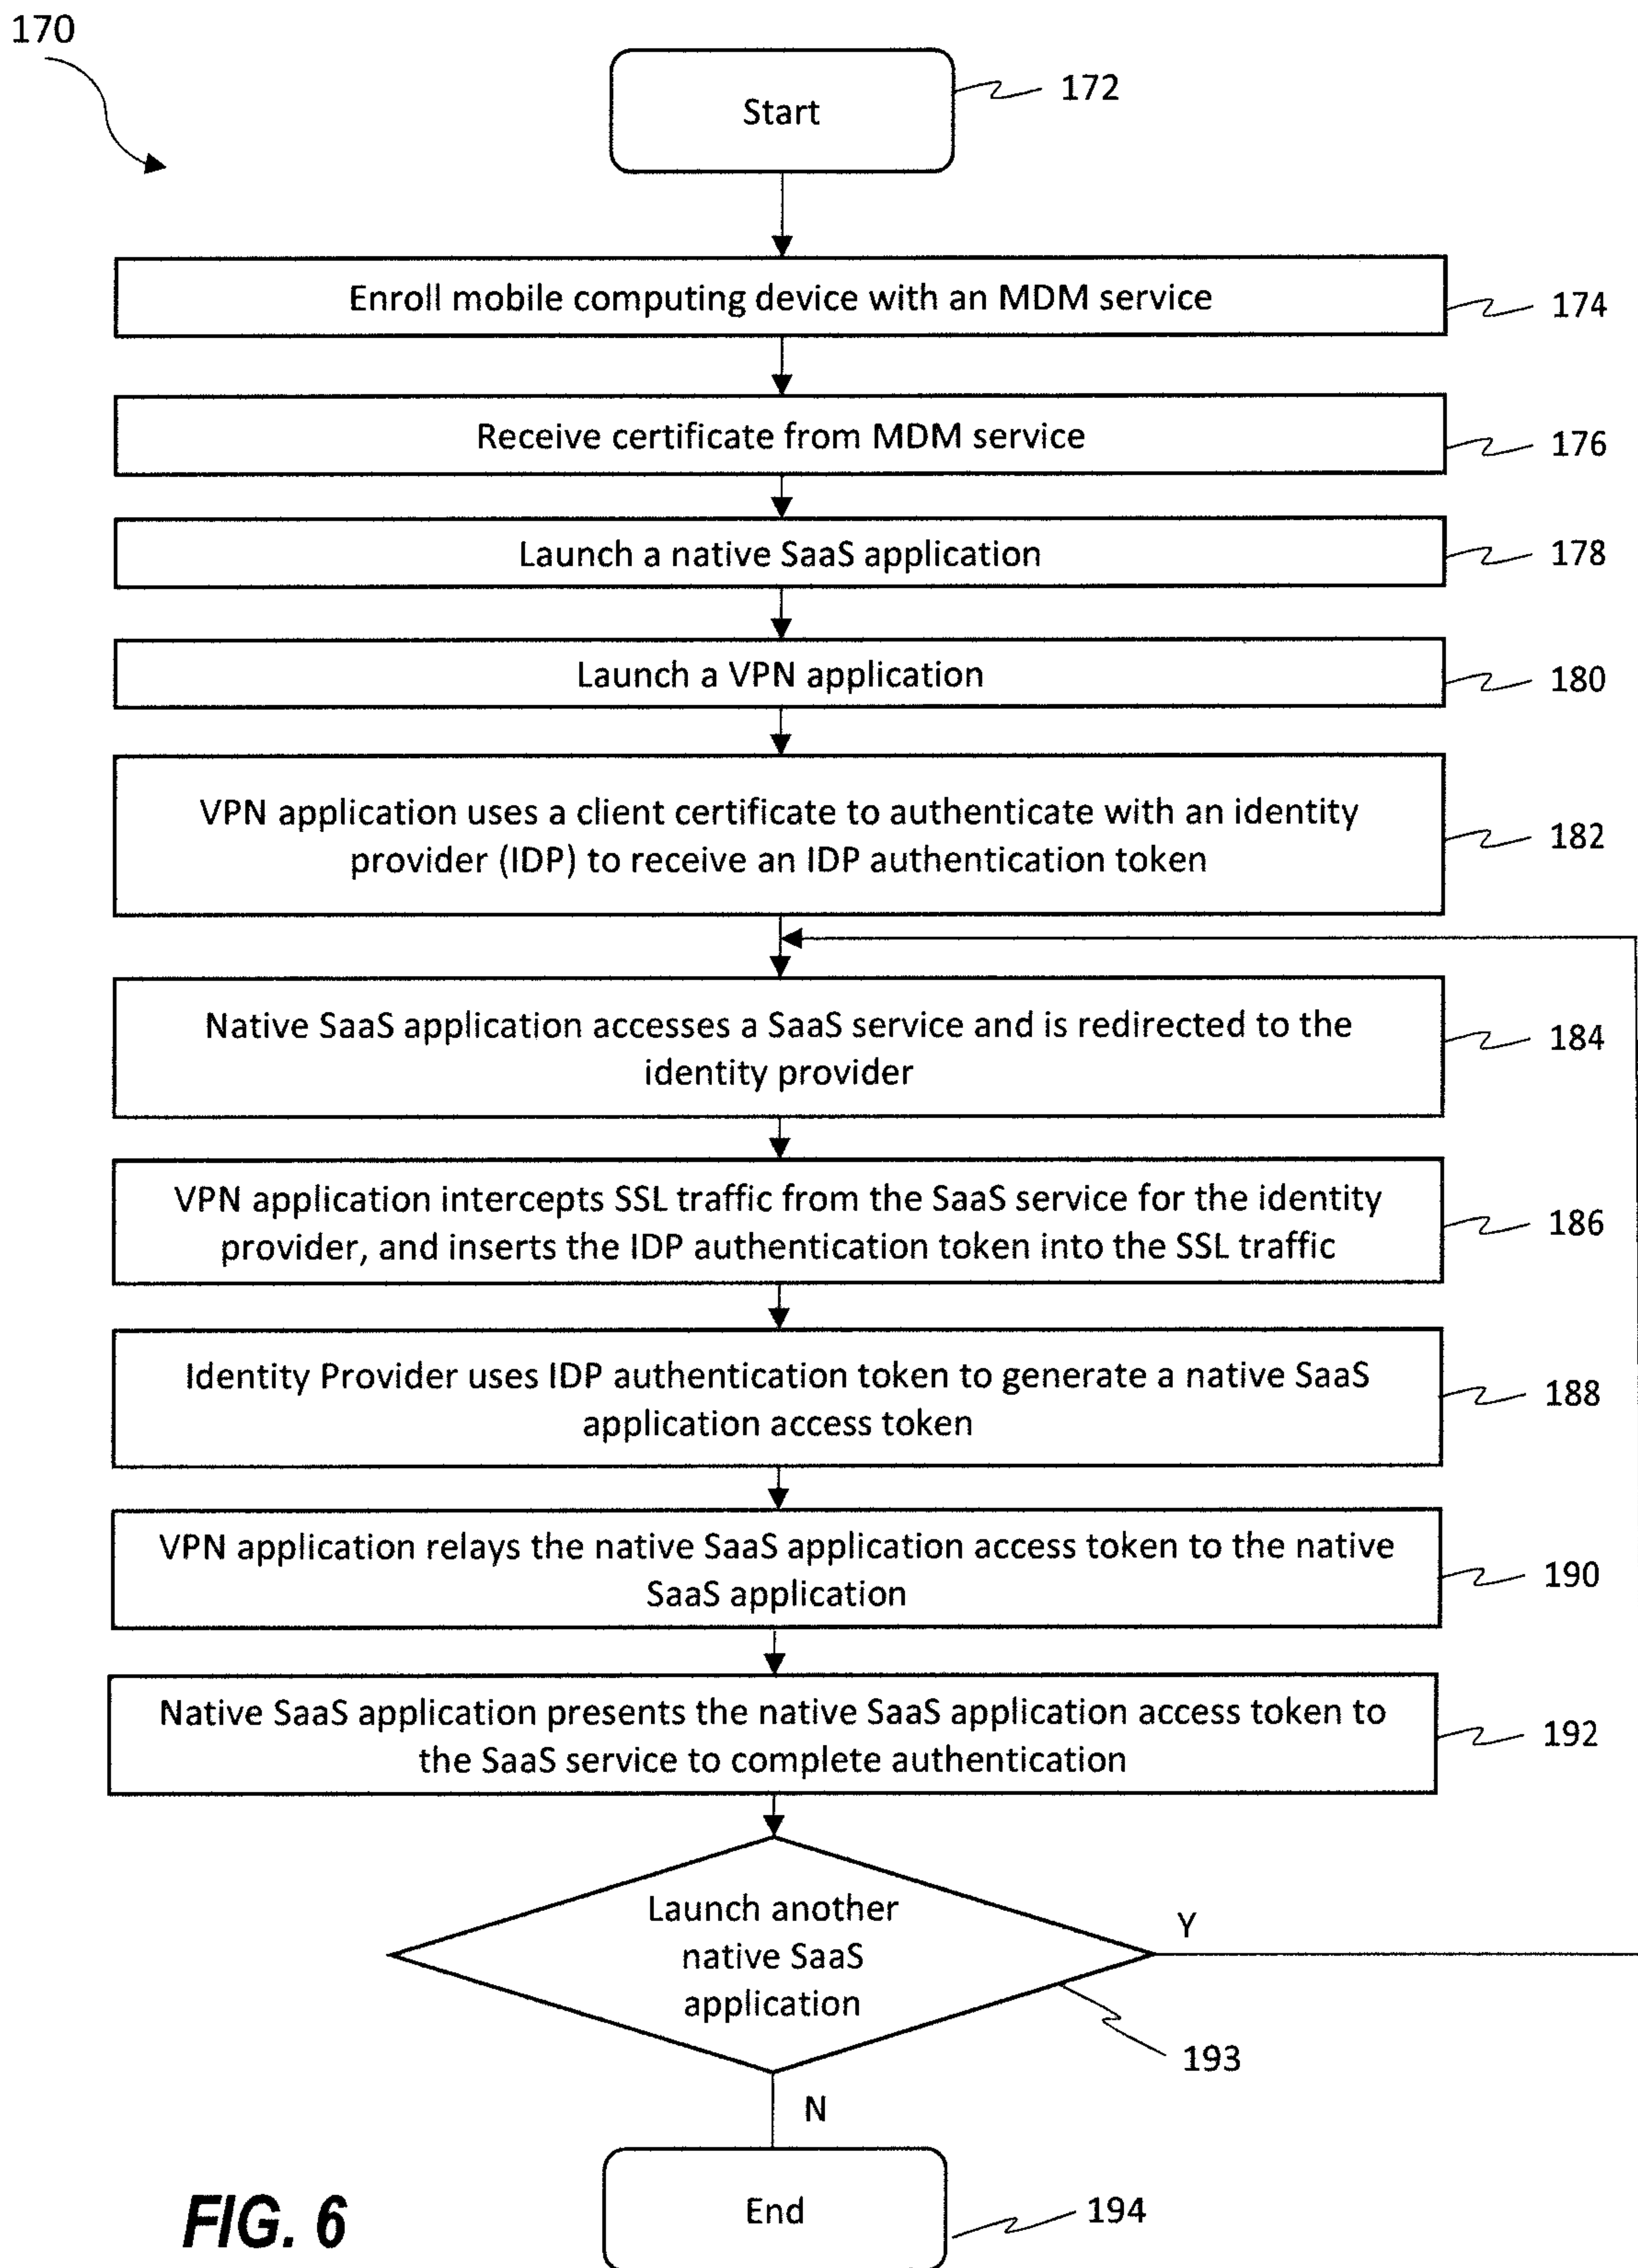 170
Start
172
Enroll mobile computing device with an MDM service
174
Receive certificate from MDM service
176
Launch a native SaaS application
178
Launch a VPN application
180
VPN application uses a client certificate to authenticate with an identity
provider (IDP) to receive an IDP authentication token
182
Native SaaS application accesses a SaaS service and is redirected to the
identity provider
184
VPN application intercepts SSL traffic from the SaaS service for the identity
provider, and inserts the IDP authentication token into the SSL traffic
186
Identity Provider uses IDP authentication token to generate a native SaaS
application access token
188
VPN application relays the native SaaS application access token to the native
SaaS application
190
Native SaaS application presents the native SaaS application access token to
the SaaS service to complete authentication
192
Launch another
native SaaS
application
Y
193
N
End
194
FIG. 6